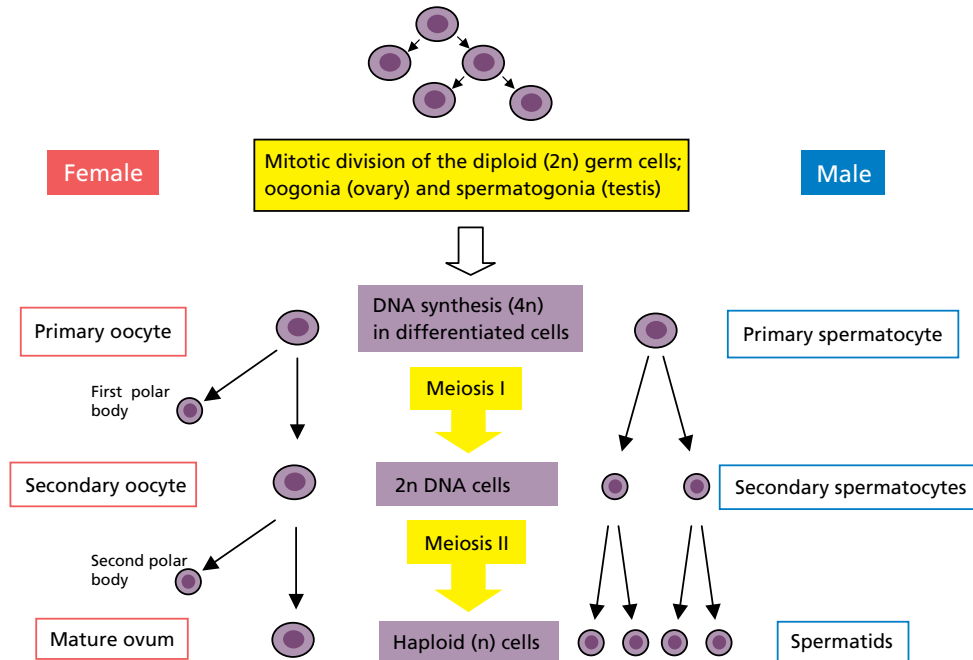 Female
Mitotic division of the diploid (2n) germ cells;
oogonia (ovary) and spermatogonia (testis)
Male
DNA synthesis (4n)
in differentiated cells
Primary oocyte
Primary spermatocyte
First polar
body
Meiosis I
Secondary oocyte
2n DNA cells
Secondary spermatocytes
Meiosis II
Second polar
body
Mature ovum
Haploid (n) cells
Spermatids